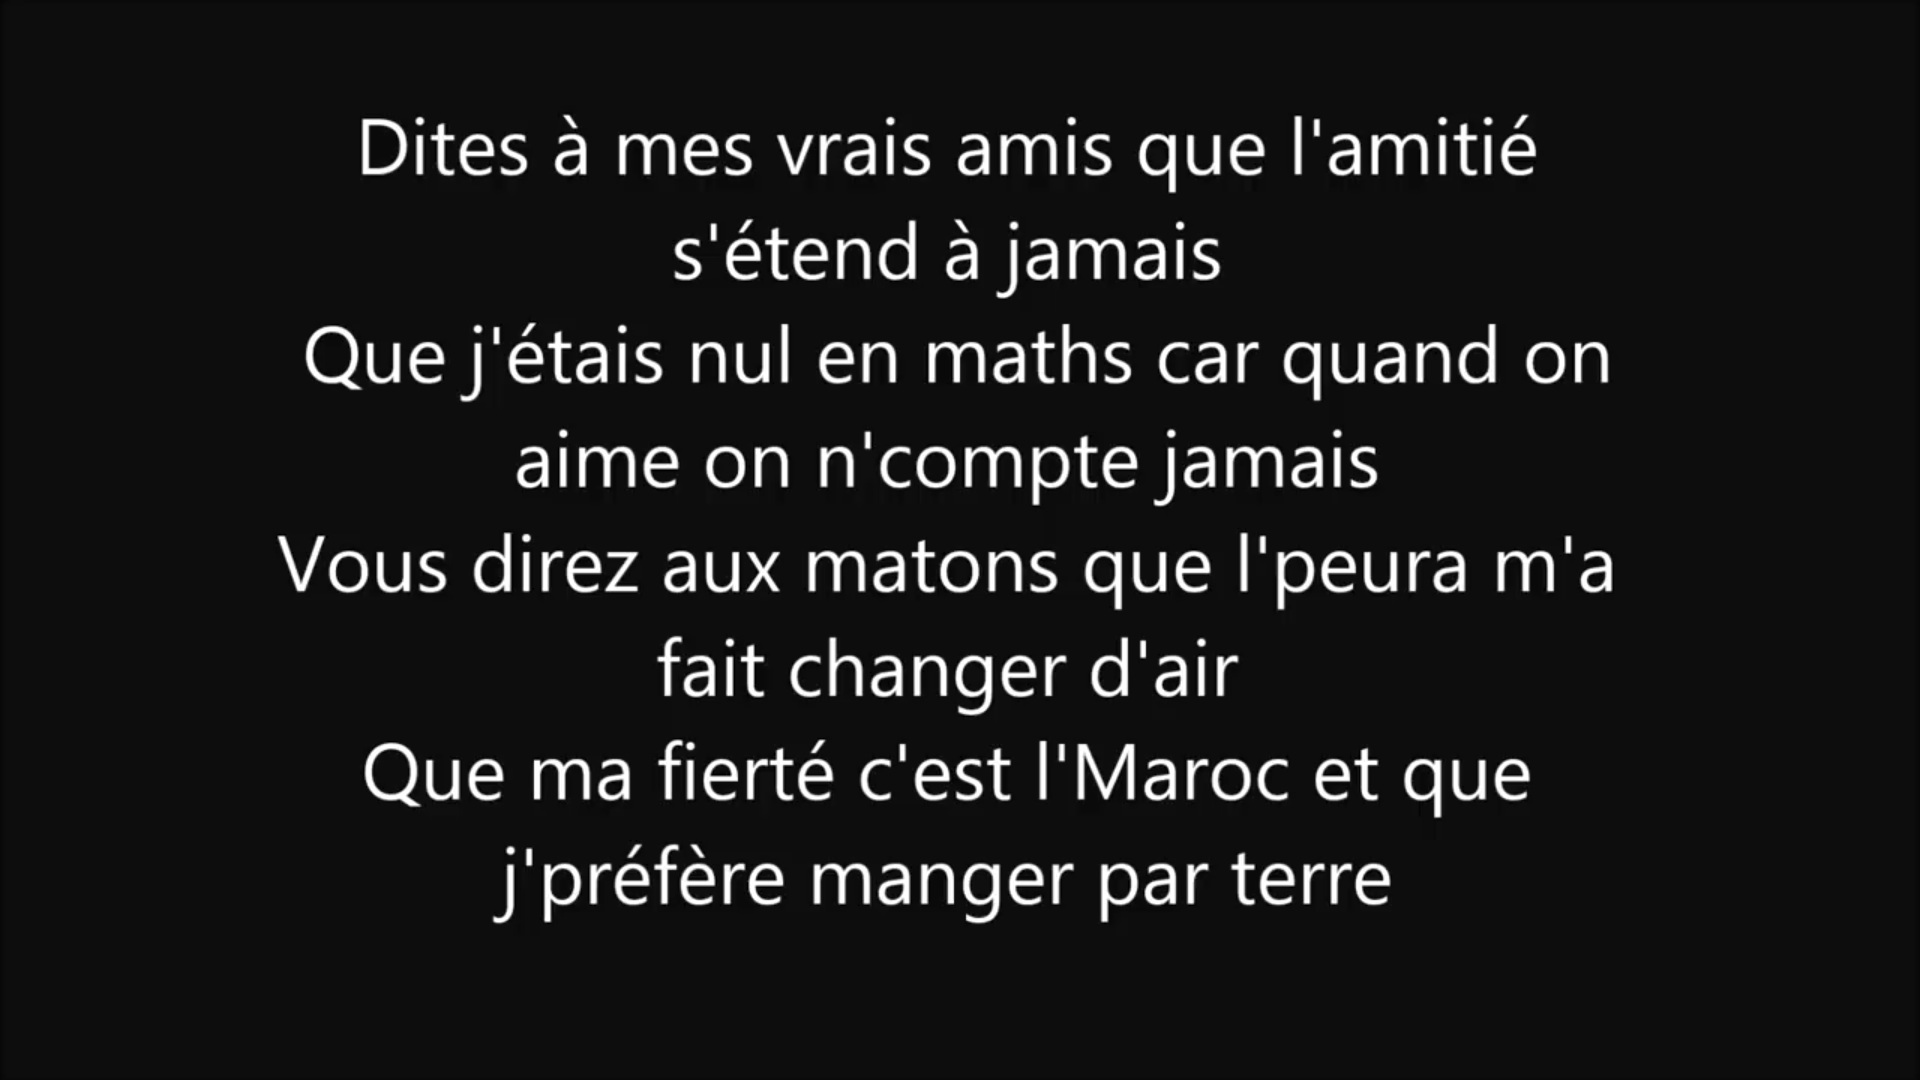 Dites à mes vrais amis que l'amitié
s'étend à jamais
Que j'étais nul en maths car quand on
aime on n'compte jamais
Vous direz aux matons que l'peura m'a
fait changer d'air
Que ma fierté c'est l'Maroc et que
j'préfère manger par terre